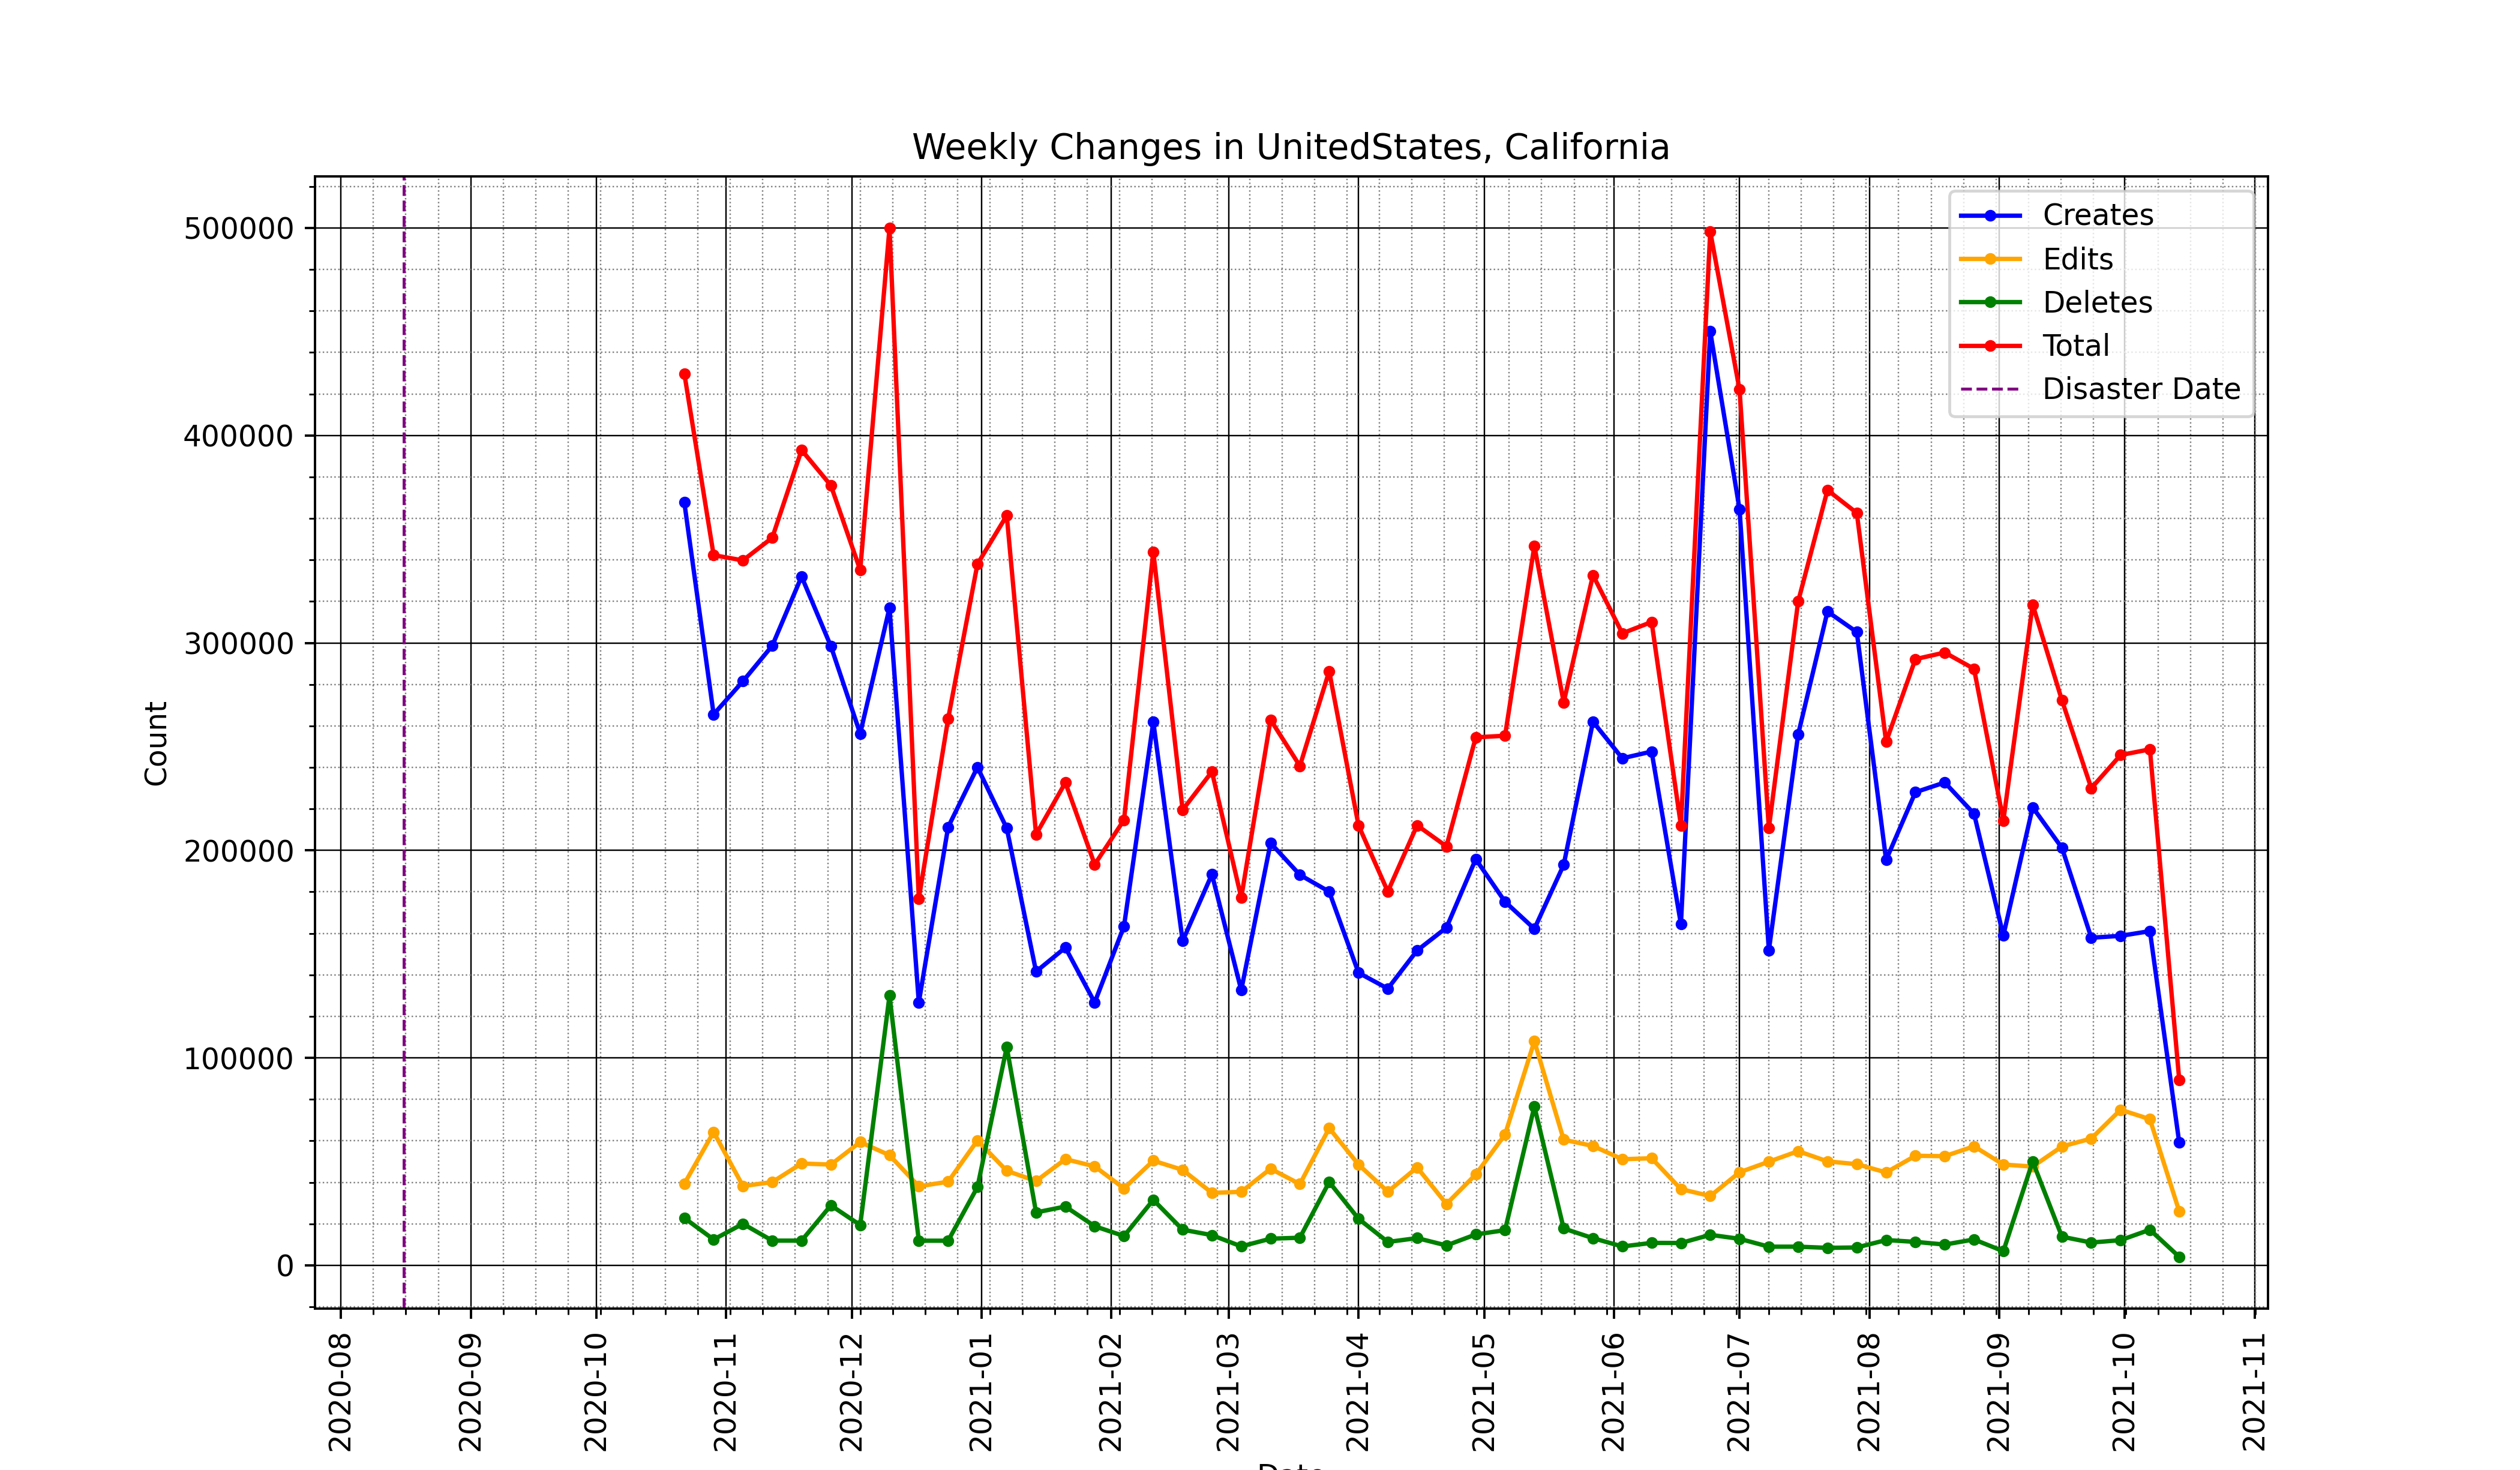 Weekly Changes in UnitedStates, California
Creates
Edits
Deletes
Total
Disaster Date
500000
400000
300000
200000
100000
0
Count
2020-08
2020-09
2020-10
2020-11
2020-12
2021-01
2021-02
2021-03
2021-04
2021-05
2021-06
2021-07
2021-08
2021-09
2021-10
2021-11
Date